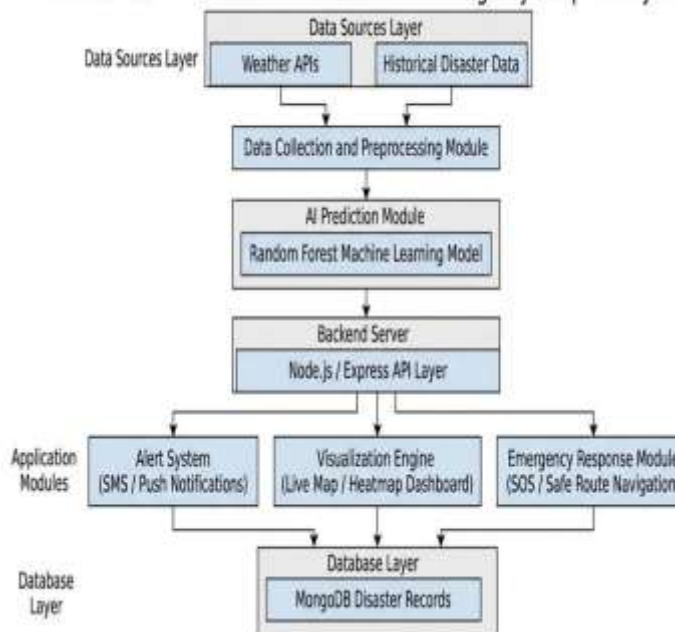 Data Sources Layer
Data Sources Layer
Weather APIs
Historical Disaster Data
Data Collection and Preprocessing Module
AI Prediction Module
Random Forest Machine Learning Model
Backend Server
Node.js / Express API Layer
Application
Modules
Alert System
(SMS / Push Notifications)
Visualization Engine
(Live Map / Heatmap Dashboard)
Emergency Response Module
(SOS / Safe Route Navigation
Database
Layer
Database Layer
MongoDB Disaster Records